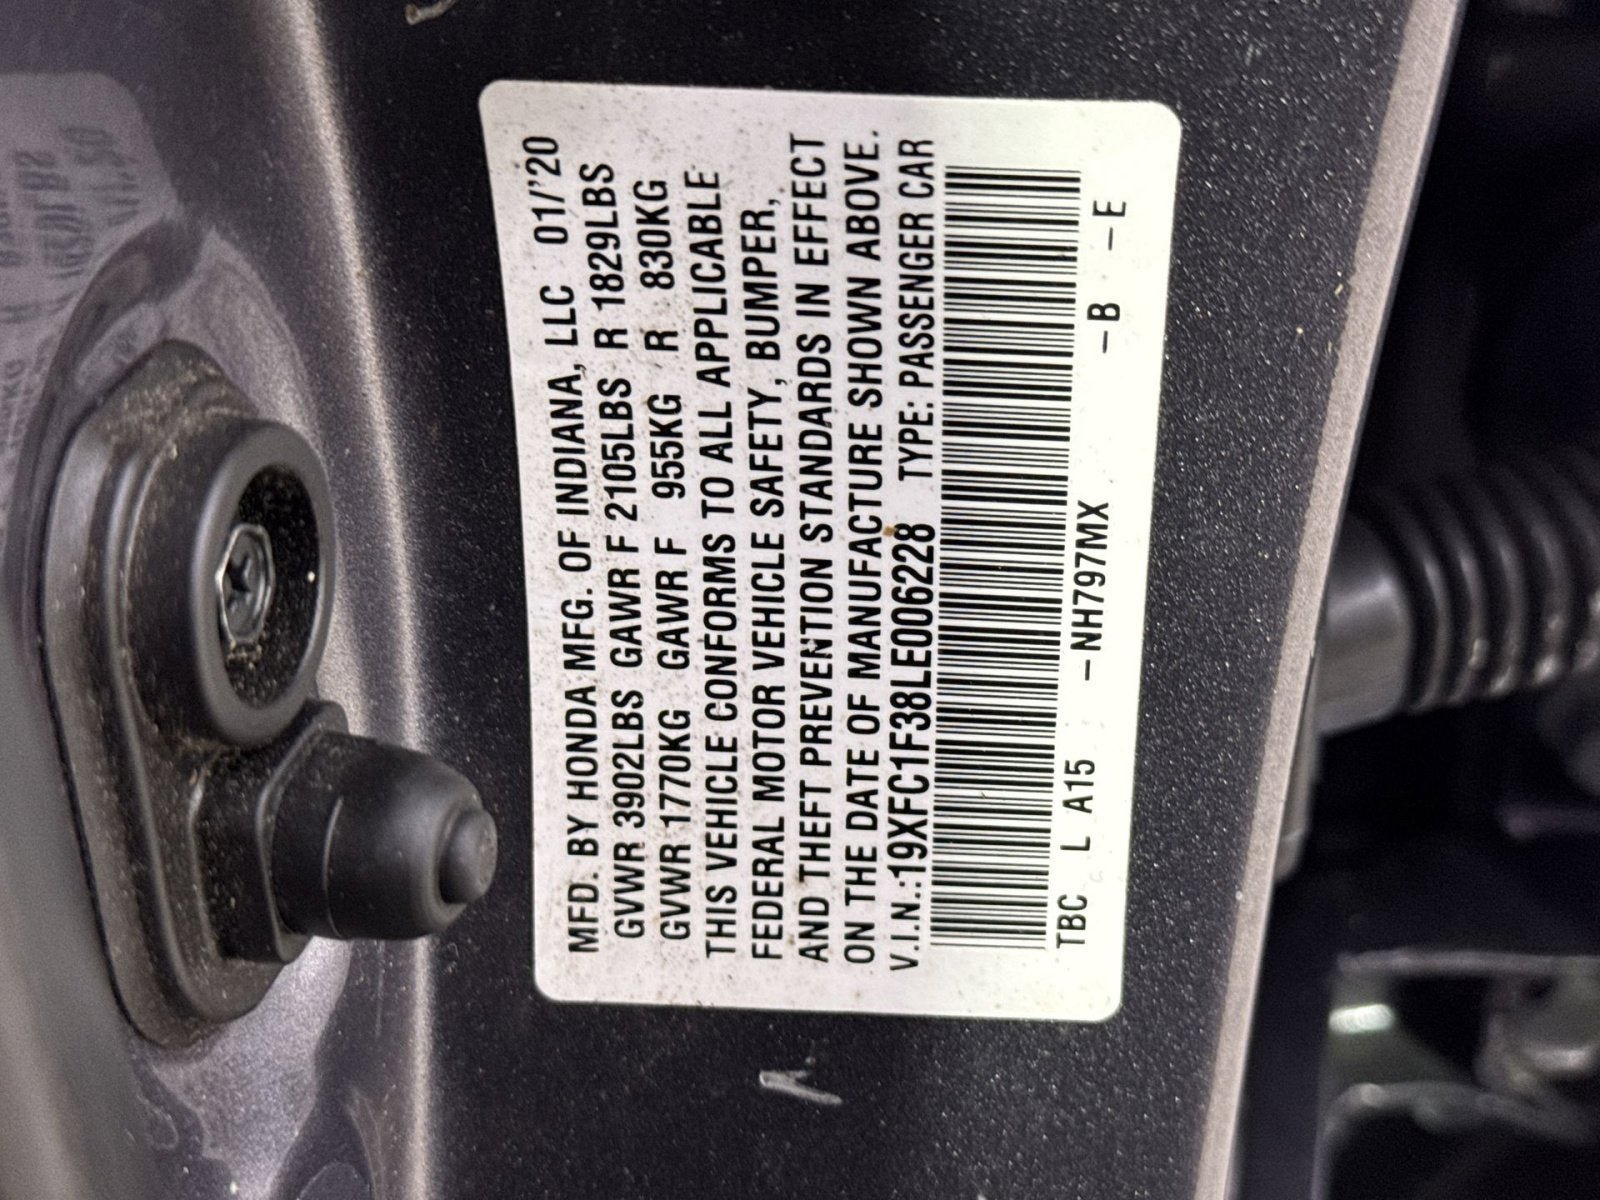 MFD. BY HONDA MFG. OF INDIANA, LLC 01/'20
GVWR 3902LBS GAWR F 2105LBS R 1829LBS
GVWR 1770KG GAWR F 955KG R 830KG
THIS VEHICLE CONFORMS TO ALL APPLICABLE
FEDERAL MOTOR VEHICLE SAFETY, BUMPER,
AND THEFT PREVENTION STANDARDS IN EFFECT
ON THE DATE OF MANUFACTURE SHOWN ABOVE.
V.I.N.:19XFC1F38LE006228 TYPE: PASSENGER CAR
TBC L A15 -NH797MX -B -E